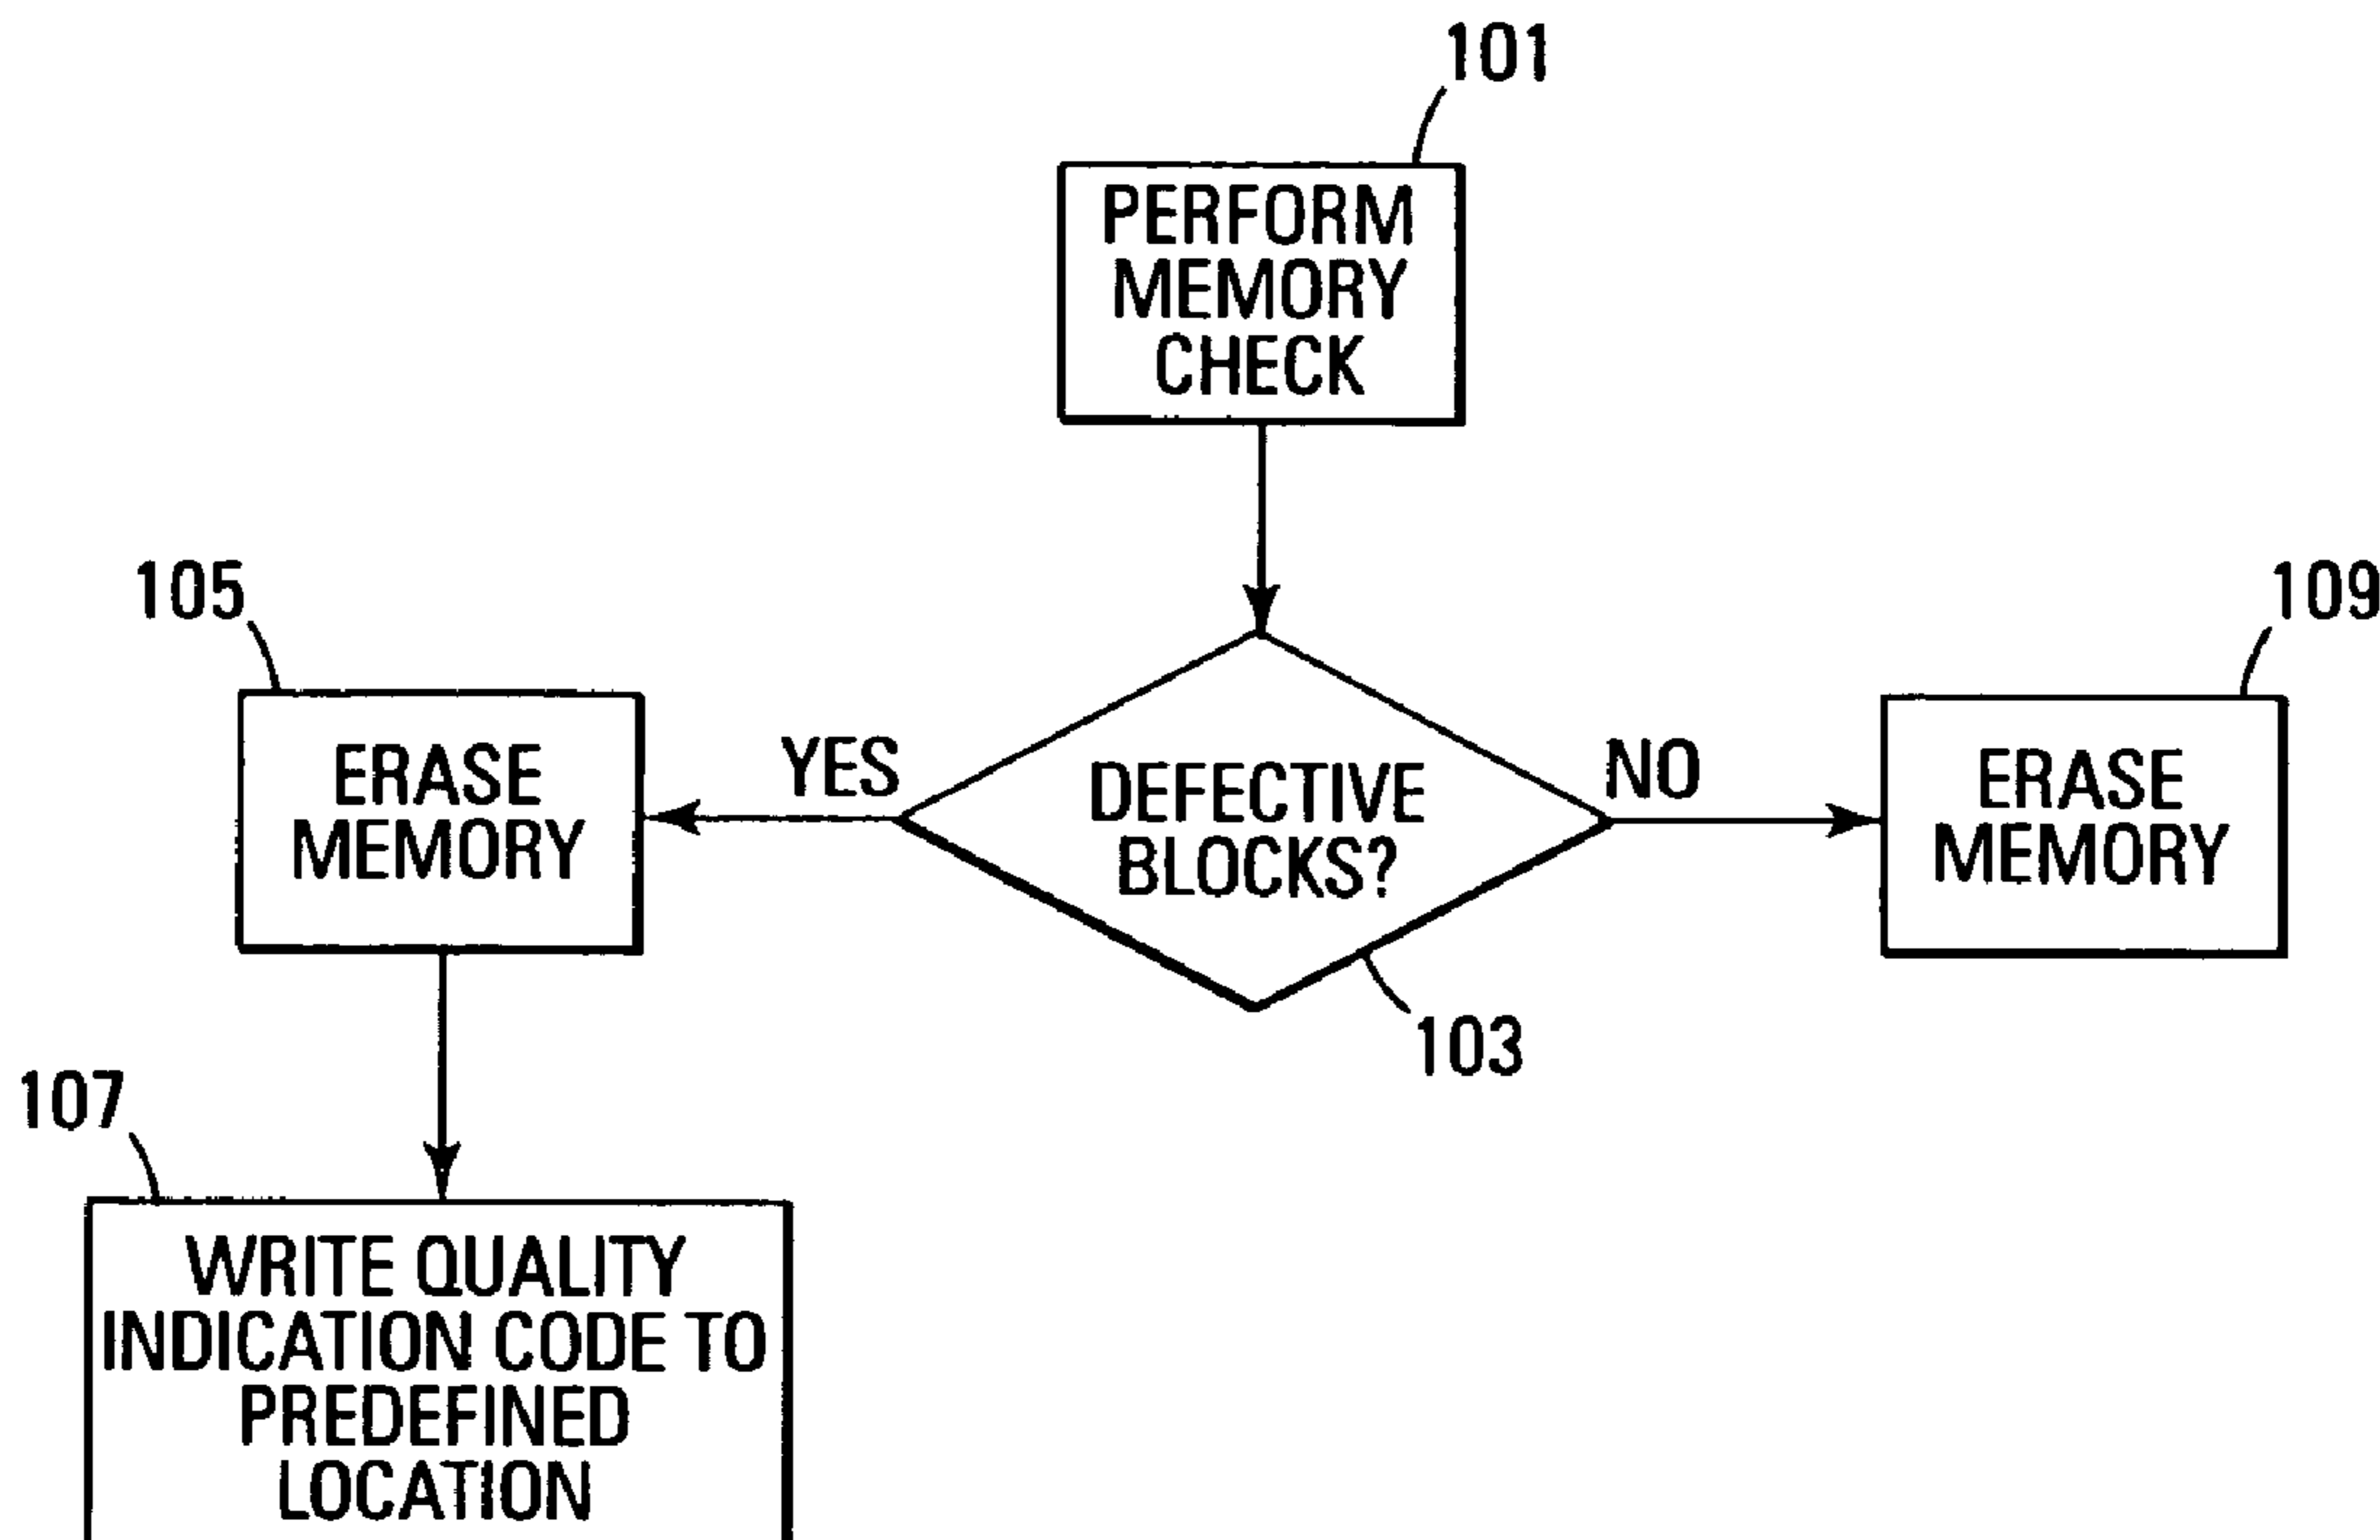 101
PERFORM
MEMORY
CHECK
105
109
ERASE
MEMORY
YES
DEFECTIVE
BLOCKS?
NO
ERASE
MEMORY
103
107
WRITE QUALITY
INDICATION CODE TO
PREDEFINED
LOCATION